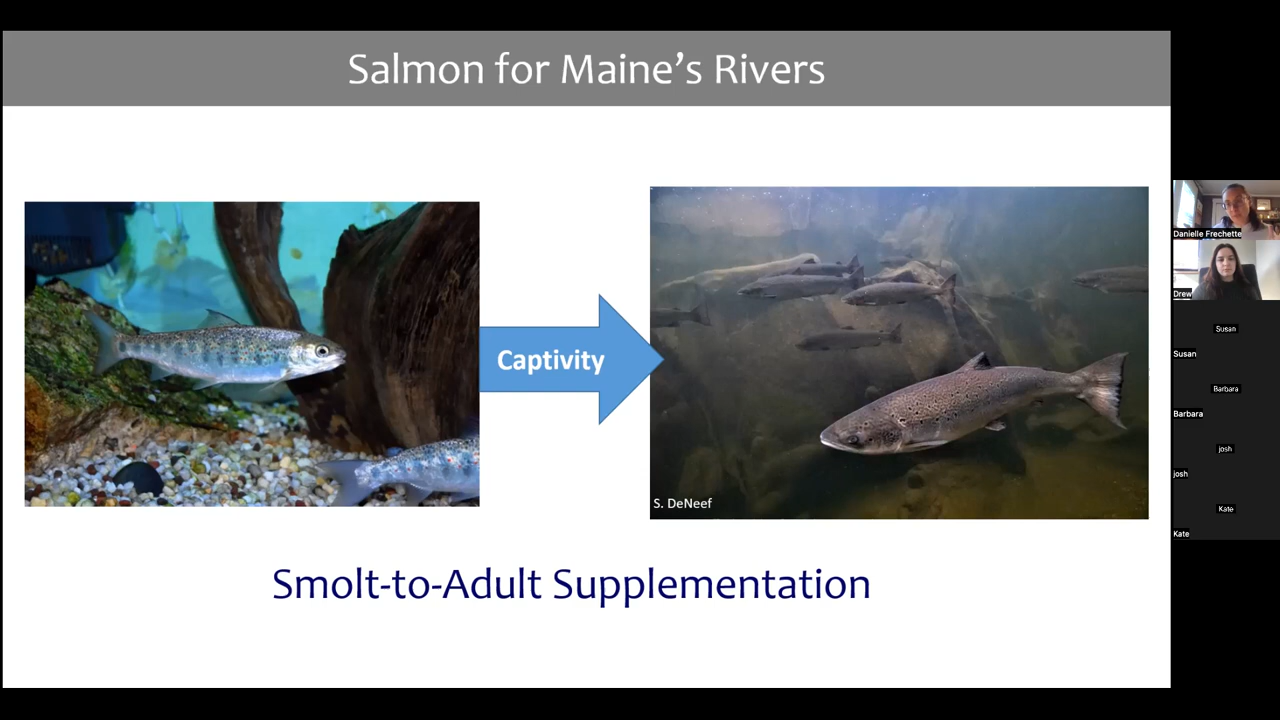 Salmon for Maine's Rivers
Captivity
S. DeNeef
Smolt-to-Adult Supplementation
Danielle Frechette
Drew
Susan
Susan
Barbara
Barbara
josh
josh
Kate
Kate